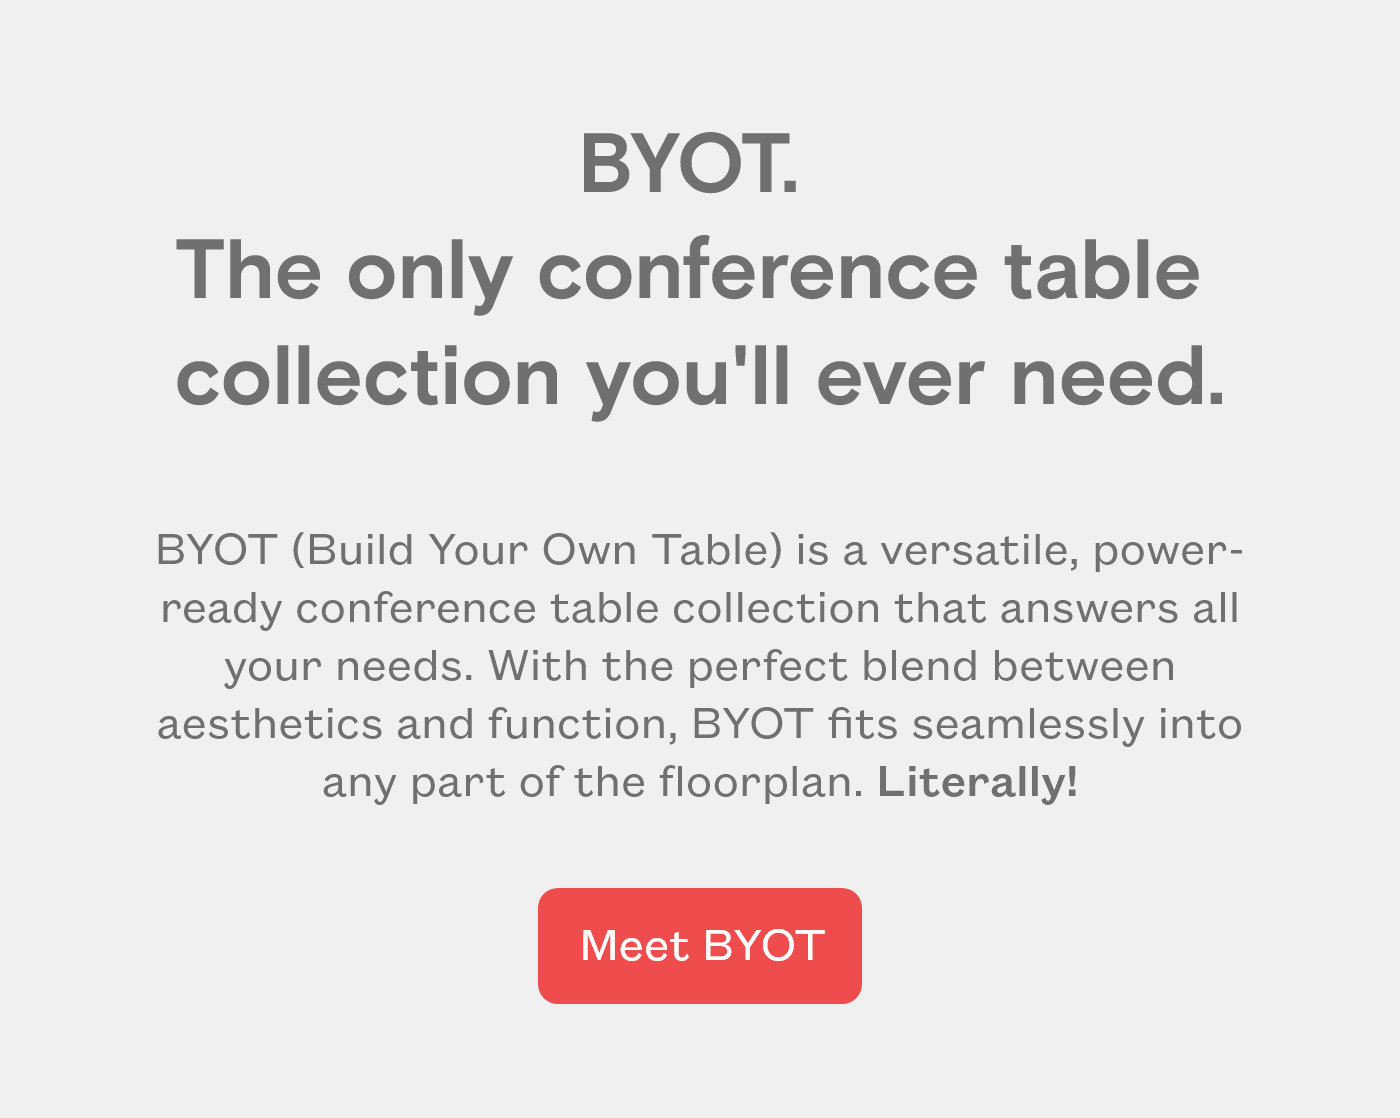 BYOT.
The only conference table
collection you'll ever need.
BYOT (Build Your Own Table) is a versatile, power-
ready conference table collection that answers all
your needs. With the perfect blend between
aesthetics and function, BYOT fits seamlessly into
any part of the floorplan. Literally!
Meet BYOT